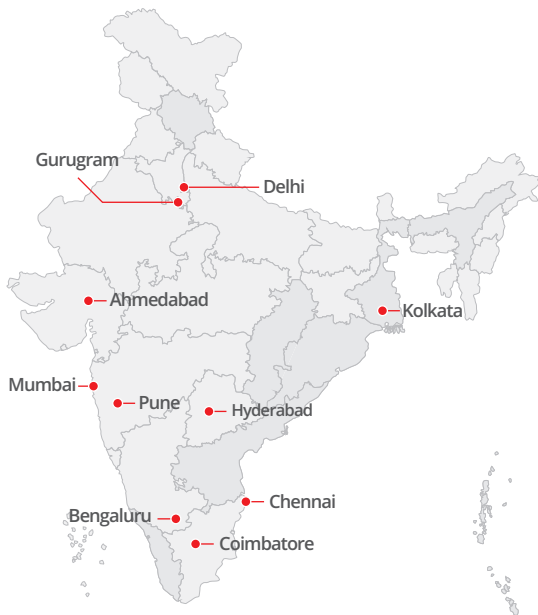 Gurugram
Delhi
Ahmedabad
Kolkata
Mumbai
Pune
Hyderabad
Chennai
Bengaluru
Coimbatore